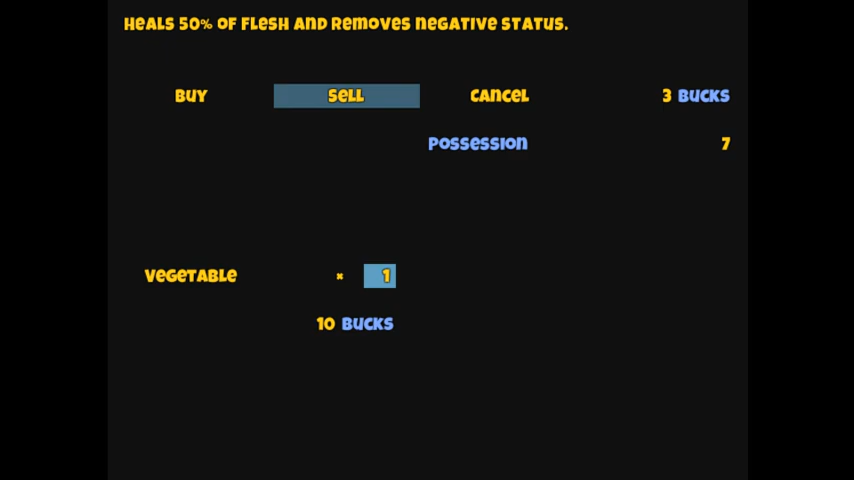 Heals 50% of flesh and removes negative status.
Buy Sell Cancel 3 Bucks
Possession 7
Vegetable × 1
10 Bucks